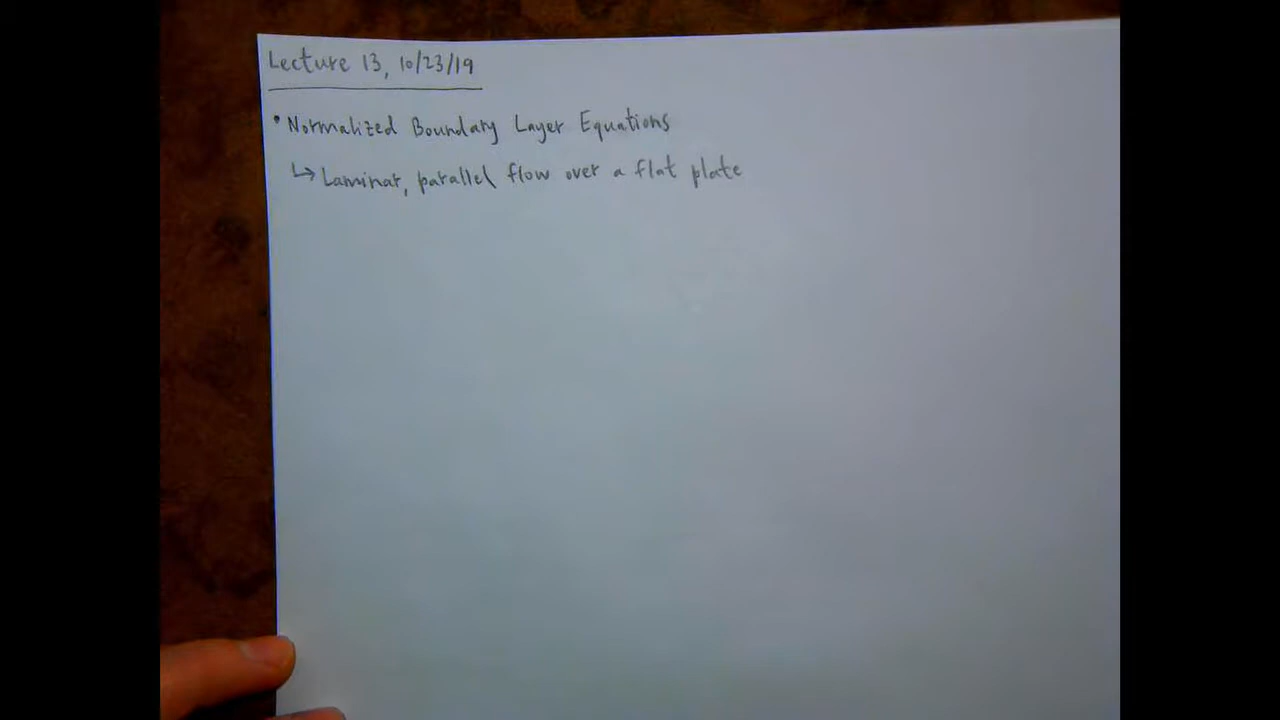 Lecture 13, 10/23/19
• Normalized Boundary Layer Equations
↳ Laminar, parallel flow over a flat plate